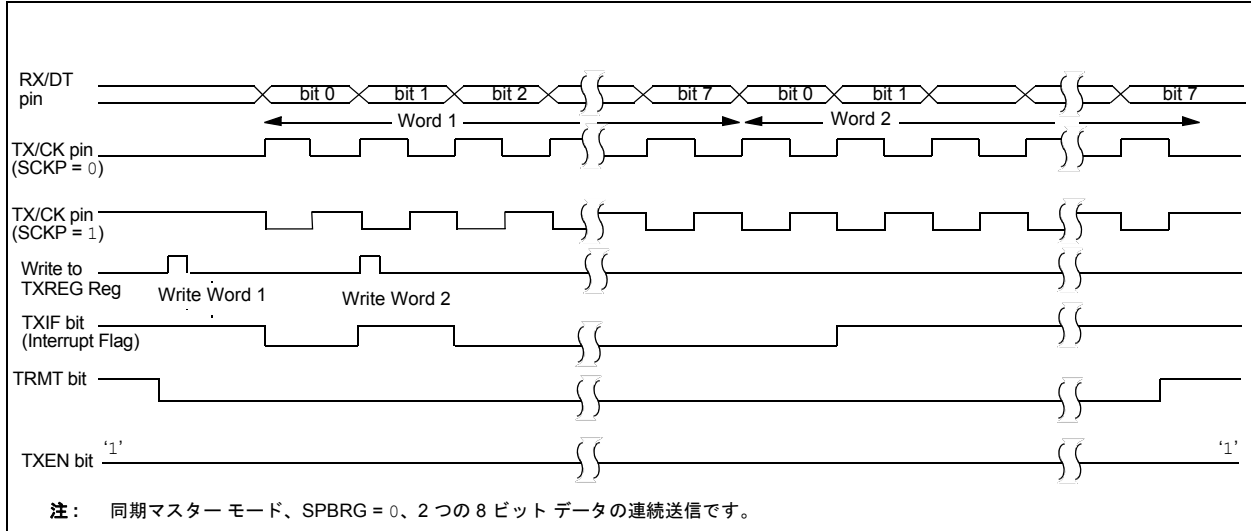 RX/DT
pin
bit 0 bit 1 bit 2 bit 7 bit 0 bit 1 bit 7
Word 1 Word 2
TX/CK pin
(SCKP = 0)
TX/CK pin
(SCKP = 1)
Write to
TXREG Reg
Write Word 1 Write Word 2
TXIF bit
(Interrupt Flag)
TRMT bit
TXEN bit '1' '1'
注: 同期マスター モード、SPBRG = 0、2 つの 8 ビット データの連続送信です。